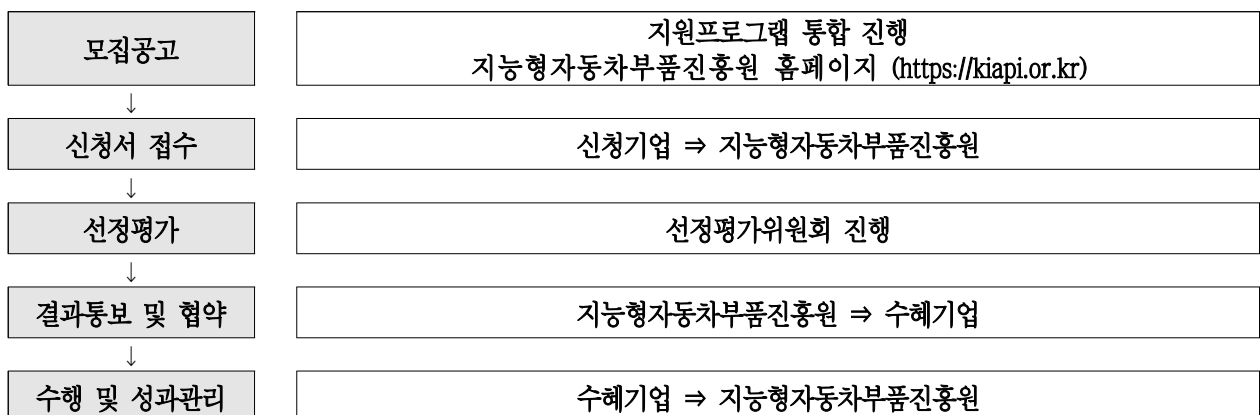 모집공고
지원프로그램 통합 진행
지능형자동차부품진흥원 홈페이지 (https://kiapi.or.kr)
↓
신청서 접수
신청기업 ⇒ 지능형자동차부품진흥원
↓
선정평가
선정평가위원회 진행
↓
결과통보 및 협약
지능형자동차부품진흥원 ⇒ 수혜기업
↓
수행 및 성과관리
수혜기업 ⇒ 지능형자동차부품진흥원